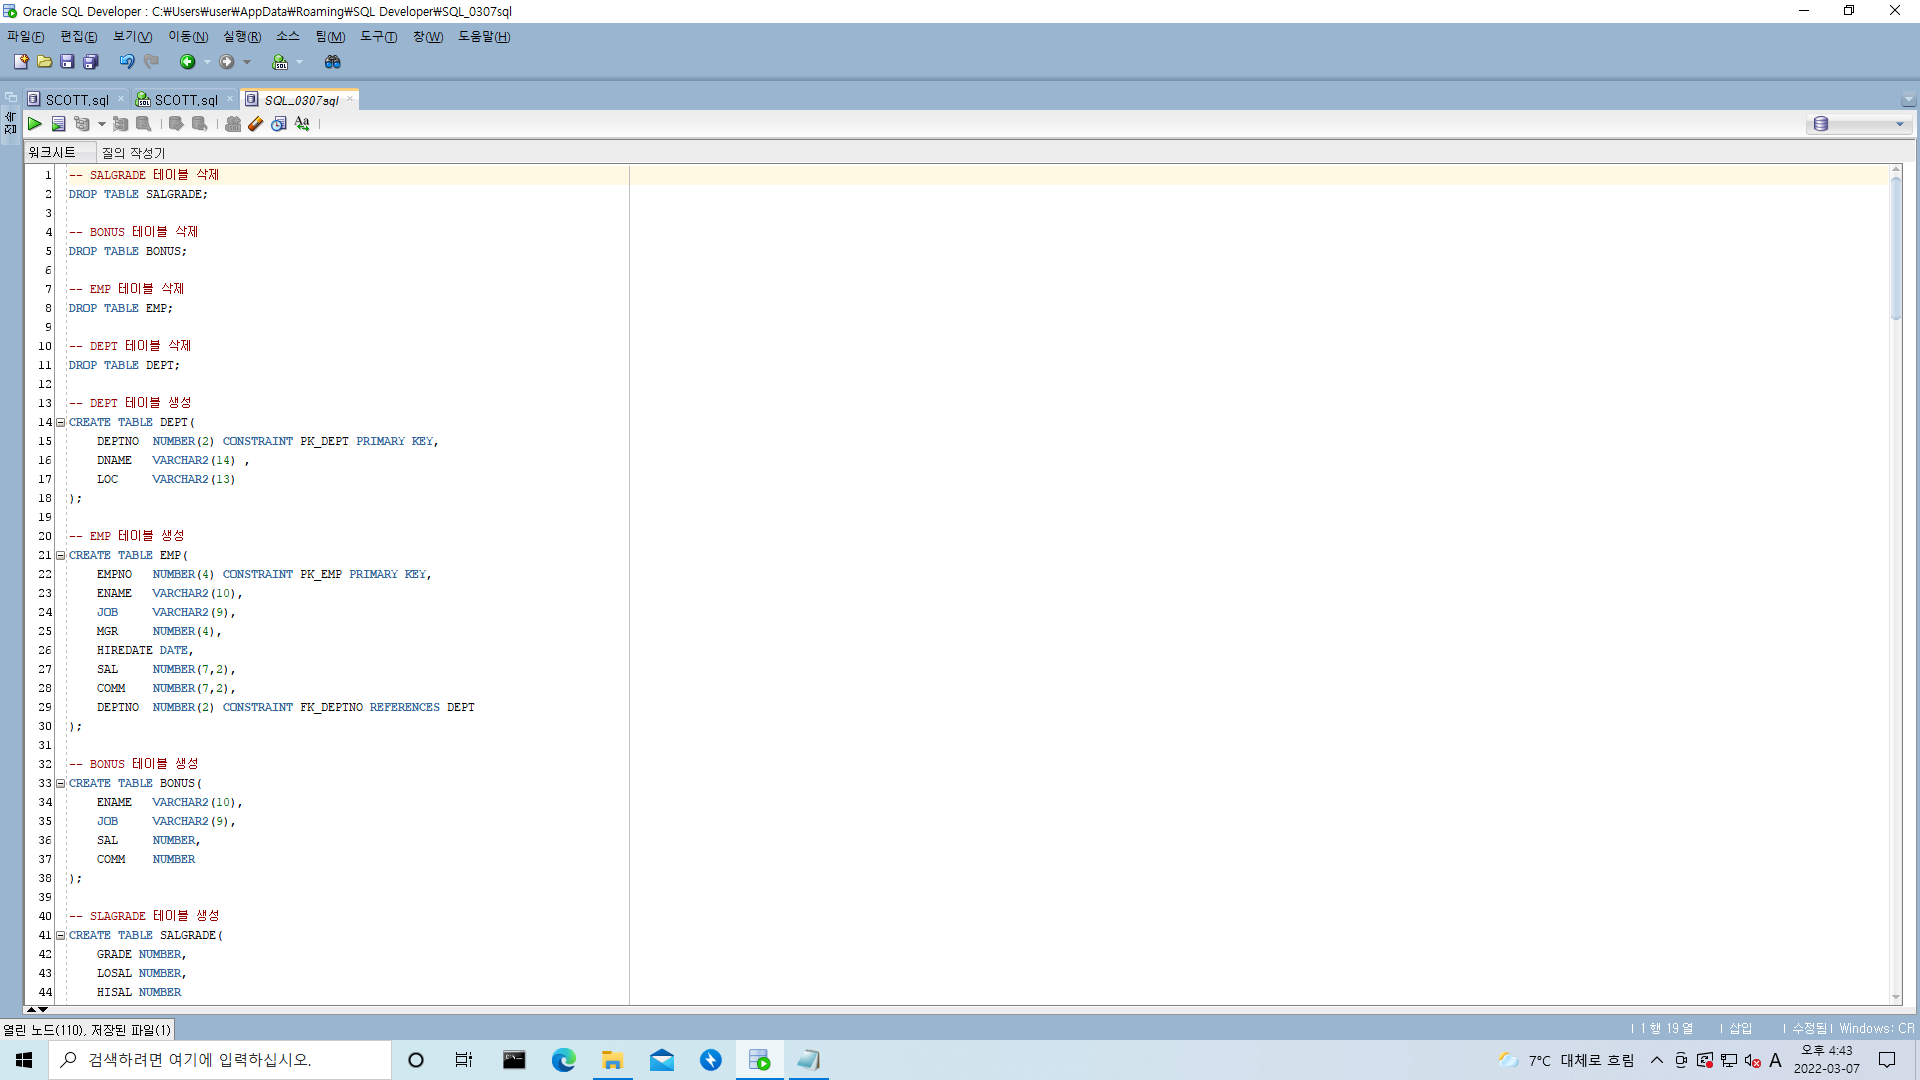 Oracle SQL Developer : C:₩Users₩user₩AppData₩Roaming₩SQL Developer₩SQL_0307sql
파일(F) 편집(E) 보기(V) 이동(N) 실행(R) 소스 팀(M) 도구(T) 창(W) 도움말(H)
SCOTT.sql SCOTT.sql SQL_0307sql
접속
워크시트 질의 작성기
1 -- SALGRADE 테이블 삭제
2 DROP TABLE SALGRADE;
3
4 -- BONUS 테이블 삭제
5 DROP TABLE BONUS;
6
7 -- EMP 테이블 삭제
8 DROP TABLE EMP;
9
10 -- DEPT 테이블 삭제
11 DROP TABLE DEPT;
12
13 -- DEPT 테이블 생성
14 CREATE TABLE DEPT(
15 DEPTNO NUMBER(2) CONSTRAINT PK_DEPT PRIMARY KEY,
16 DNAME VARCHAR2(14) ,
17 LOC VARCHAR2(13)
18 );
19
20 -- EMP 테이블 생성
21 CREATE TABLE EMP(
22 EMPNO NUMBER(4) CONSTRAINT PK_EMP PRIMARY KEY,
23 ENAME VARCHAR2(10),
24 JOB VARCHAR2(9),
25 MGR NUMBER(4),
26 HIREDATE DATE,
27 SAL NUMBER(7,2),
28 COMM NUMBER(7,2),
29 DEPTNO NUMBER(2) CONSTRAINT FK_DEPTNO REFERENCES DEPT
30 );
31
32 -- BONUS 테이블 생성
33 CREATE TABLE BONUS(
34 ENAME VARCHAR2(10),
35 JOB VARCHAR2(9),
36 SAL NUMBER,
37 COMM NUMBER
38 );
39
40 -- SLAGRADE 테이블 생성
41 CREATE TABLE SALGRADE(
42 GRADE NUMBER,
43 LOSAL NUMBER,
44 HISAL NUMBER
열린 노드(110), 저장된 파일(1)
1 행 19 열 삽입 수정됨 Windows: CR
검색하려면 여기에 입력하십시오.
7°C 대체로 흐림 A 오후 4:43
2022-03-07